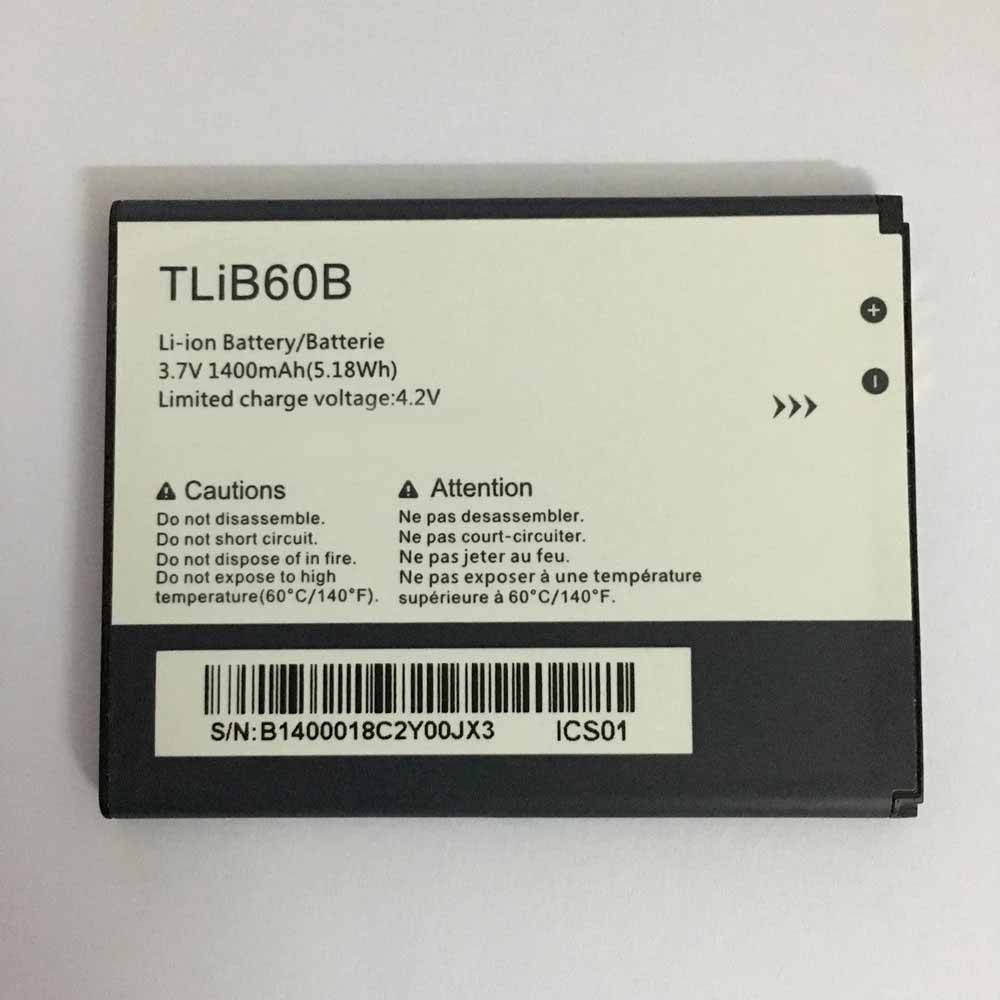 TLiB60B
Li-ion Battery/Batterie
3.7V 1400mAh(5.18Wh)
Limited charge voltage:4.2V
Cautions
Do not disassemble.
Do not short circuit.
Do not dispose of in fire.
Do not expose to high
temperature(60°C/140°F).
Attention
Ne pas desassembler.
Ne pas court-circuiter.
Ne pas jeter au feu.
Ne pas exposer à une température
supérieure à 60°C/140°F.
S/N:B1400018C2Y00JX3 ICS01